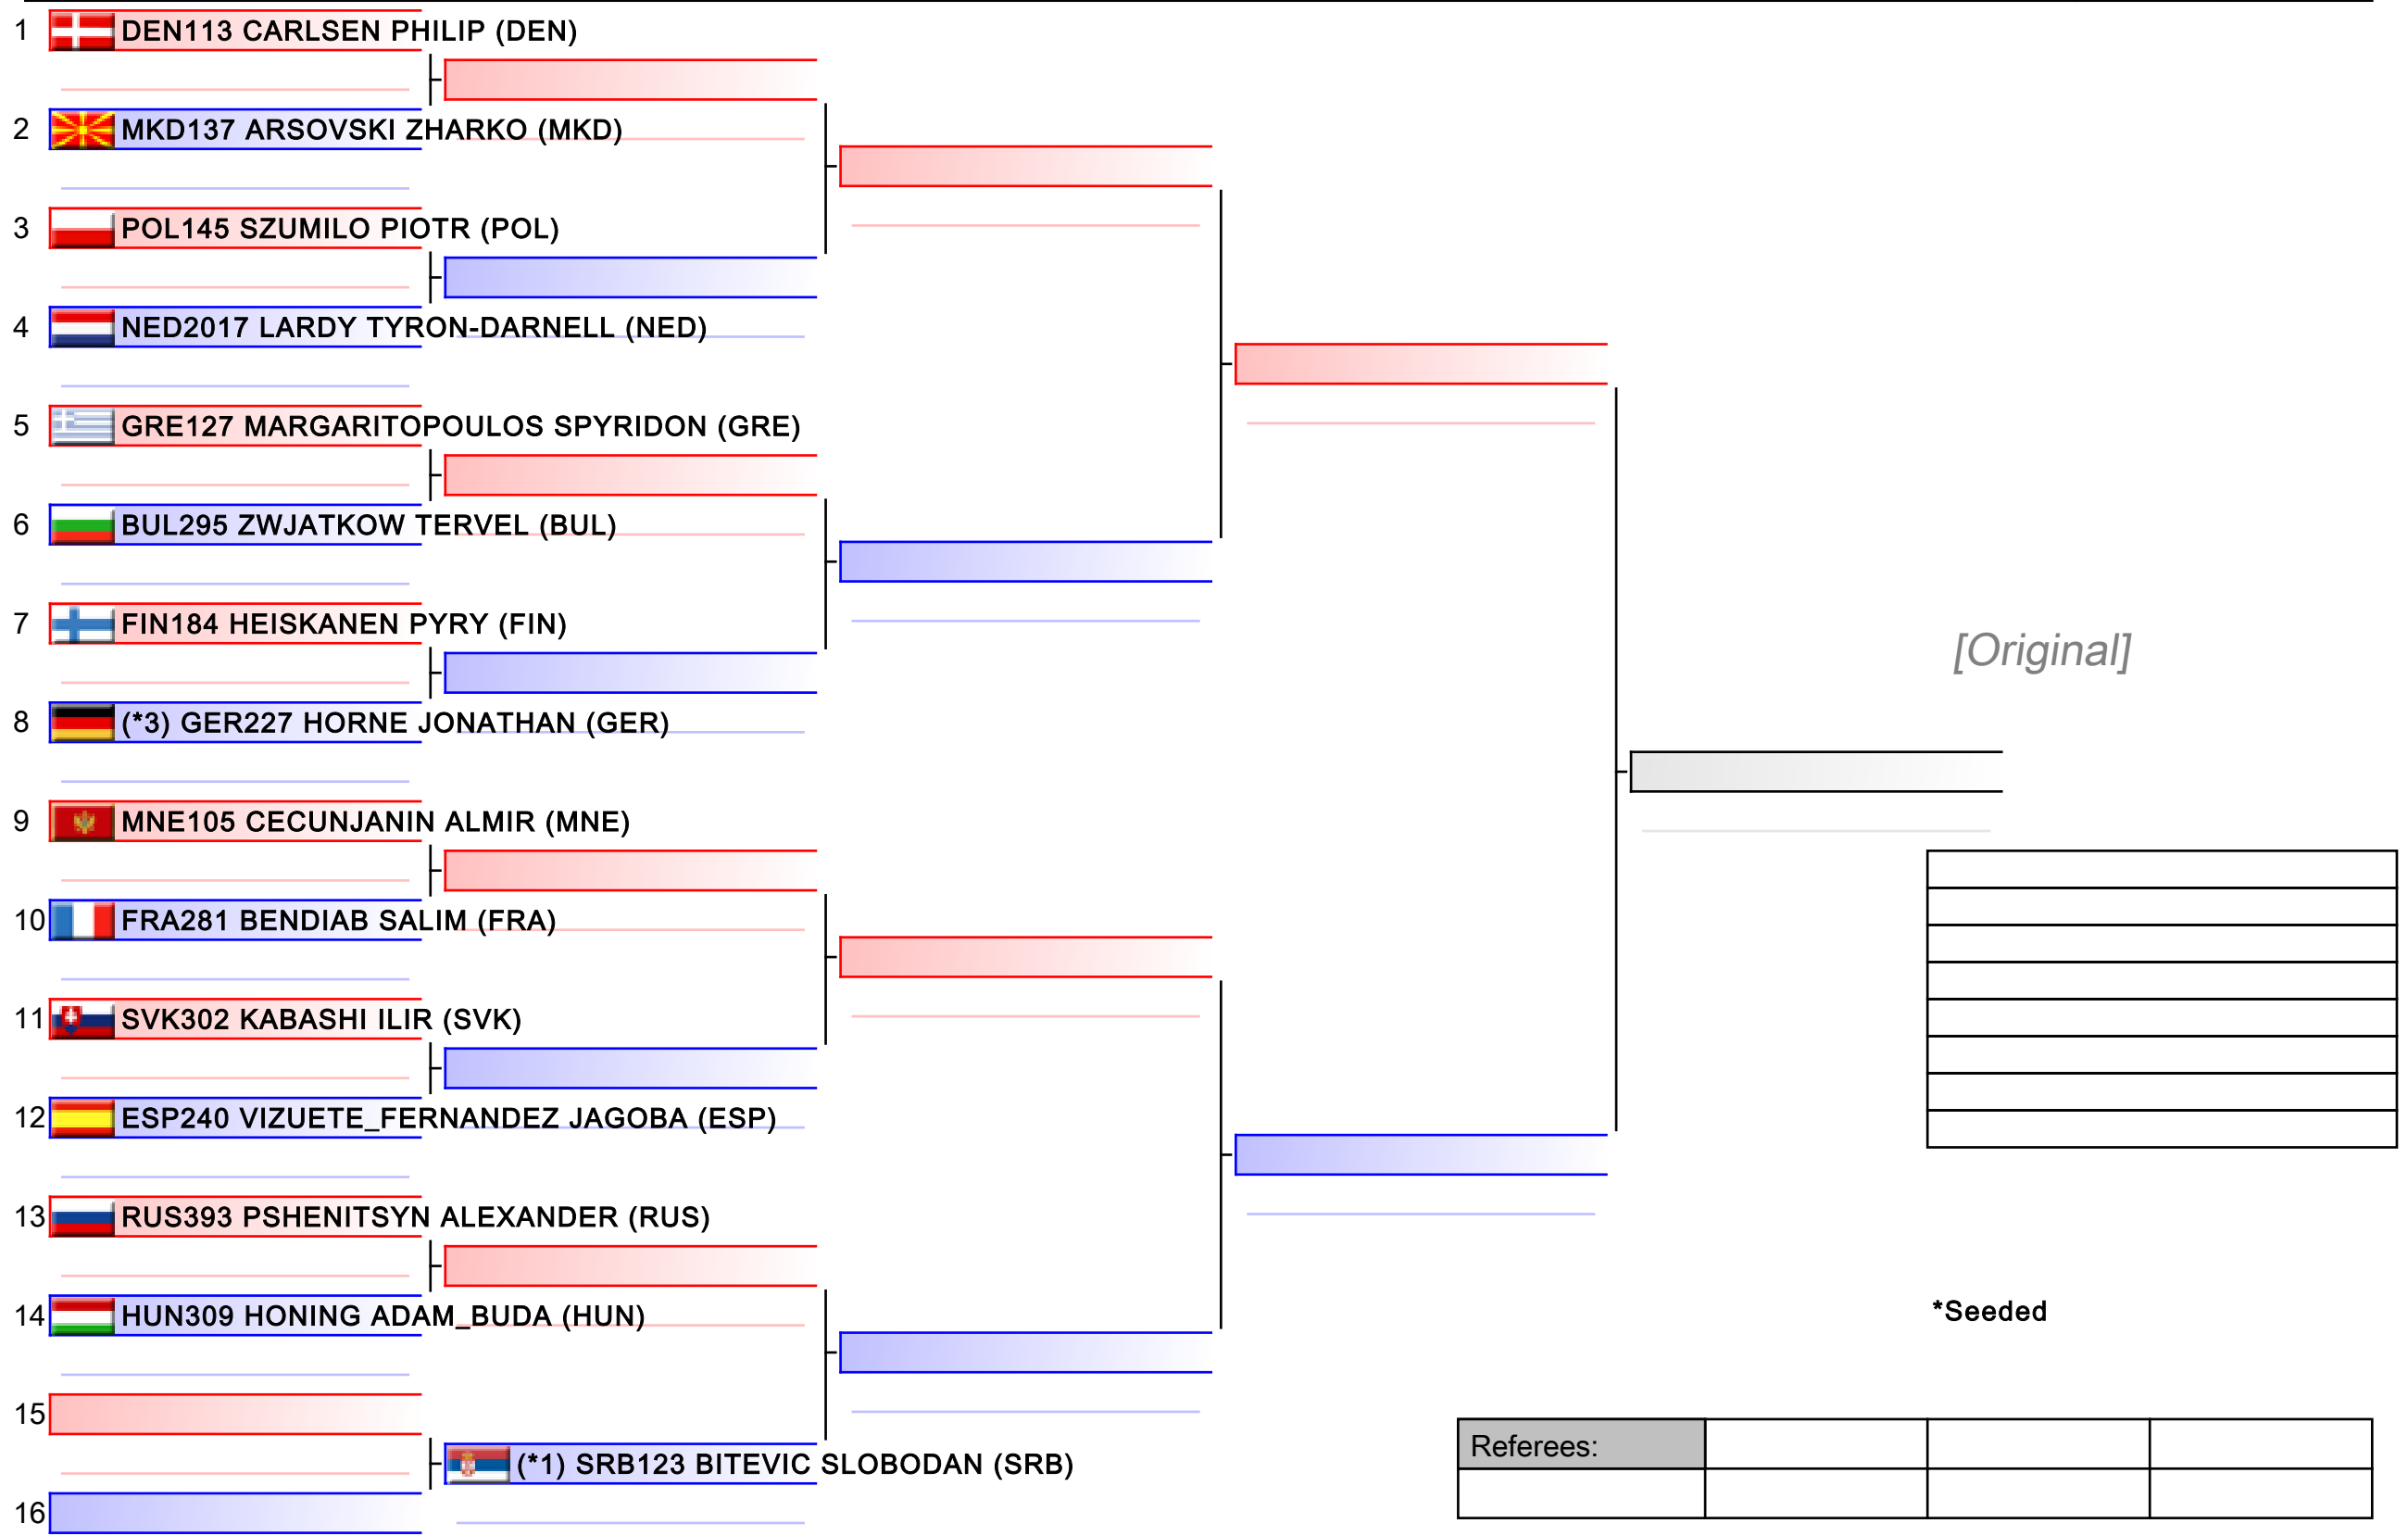 1 DEN113 CARLSEN PHILIP (DEN)
2 MKD137 ARSOVSKI ZHARKO (MKD)
3 POL145 SZUMILO PIOTR (POL)
4 NED2017 LARDY TYRON-DARNELL (NED)
5 GRE127 MARGARITOPOULOS SPYRIDON (GRE)
6 BUL295 ZWJATKOW TERVEL (BUL)
7 FIN184 HEISKANEN PYRY (FIN)
[Original]
8 (*3) GER227 HORNE JONATHAN (GER)
9 MNE105 CECUNJANIN ALMIR (MNE)
10 FRA281 BENDIAB SALIM (FRA)
11 SVK302 KABASHI ILIR (SVK)
12 ESP240 VIZUETE_FERNANDEZ JAGOBA (ESP)
13 RUS393 PSHENITSYN ALEXANDER (RUS)
14 HUN309 HONING ADAM_BUDA (HUN)
*Seeded
15
(*1) SRB123 BITEVIC SLOBODAN (SRB)
Referees:
16